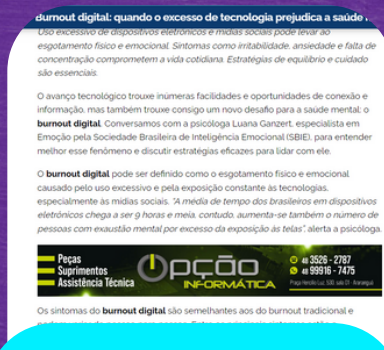 Burnout digital: quando o excesso de tecnologia prejudica a saúde
Uso excessivo de dispositivos eletrônicos e mídias sociais pode levar ao
esgotamento físico e emocional. Sintomas como irritabilidade, ansiedade e falta de
concentração comprometem a vida cotidiana. Estratégias de equilíbrio e cuidado
são essenciais.
O avanço tecnológico trouxe inúmeras facilidades e oportunidades de conexão e
informação, mas também trouxe consigo um novo desafio para a saúde mental: o
burnout digital. Conversamos com a psicóloga Luana Ganzert, especialista em
Emoção pela Sociedade Brasileira de Inteligência Emocional (SBIE), para entender
melhor esse fenômeno e discutir estratégias eficazes para lidar com ele.
O burnout digital pode ser definido como o esgotamento físico e emocional
causado pelo uso excessivo e pela exposição constante às tecnologias,
especialmente às mídias sociais. "A média de tempo dos brasileiros em dispositivos
eletrônicos chega a ser 9 horas e meia, contudo, aumenta-se também o número de
pessoas com exaustão mental por excesso da exposição às telas", alerta a psicóloga.
Peças
Suprimentos
Assistência Técnica
Opção
INFORMÁTICA
48 3526 - 2787
48 99916 - 7475
Praça Hercílio Luz, 530, sala 01 - Araranguá
Os sintomas do burnout digital são semelhantes aos do burnout tradicional e